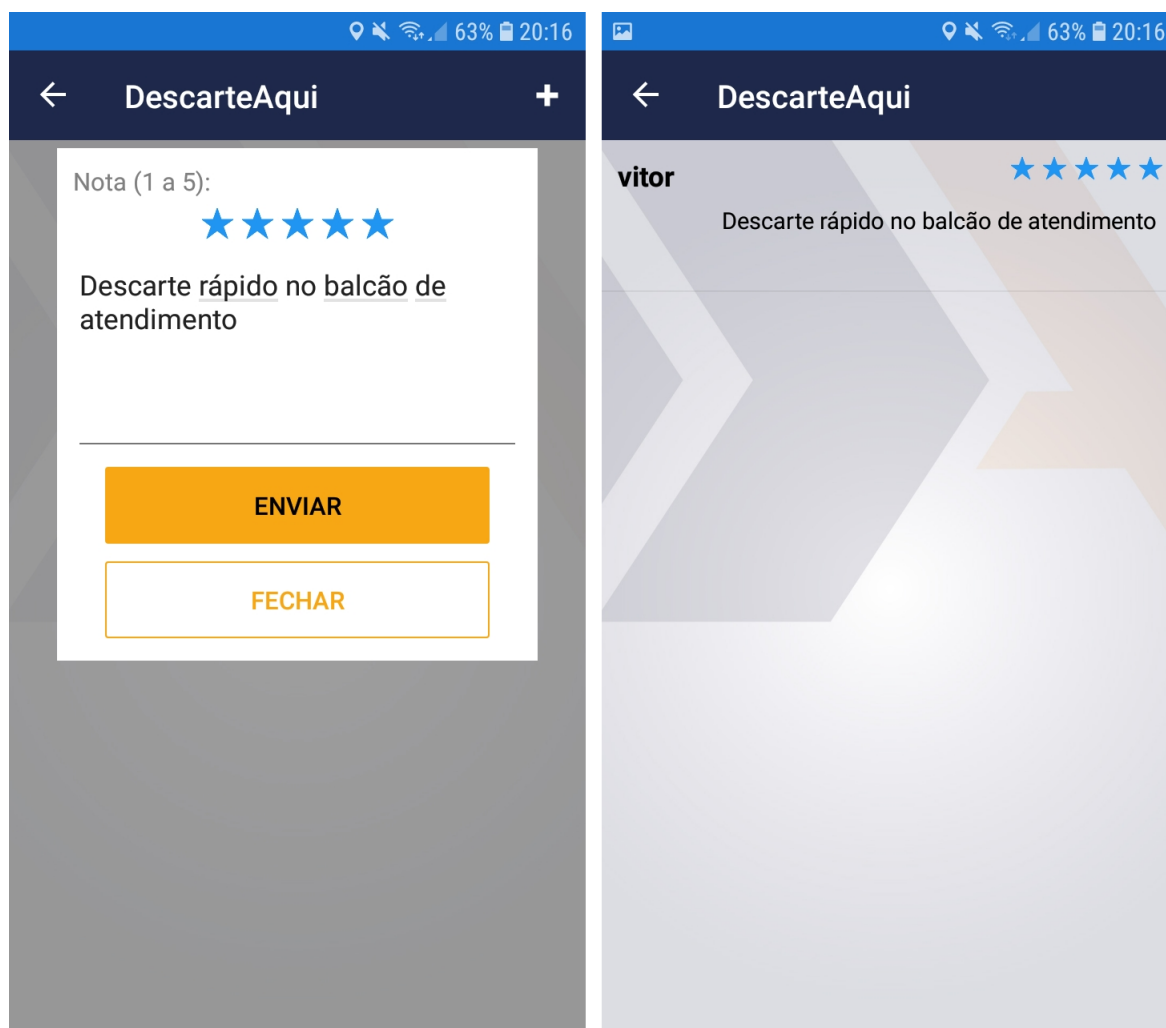 63% 20:16
DescarteAqui +
Nota (1 a 5):
Descarte rápido no balcão de
atendimento
ENVIAR
FECHAR
63% 20:16
DescarteAqui
vitor
Descarte rápido no balcão de atendimento